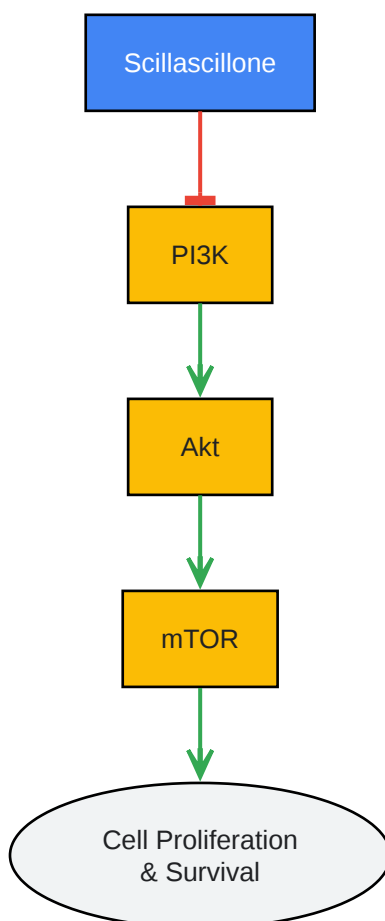 Scillascillone
PI3K
Akt
mTOR
Cell Proliferation
& Survival